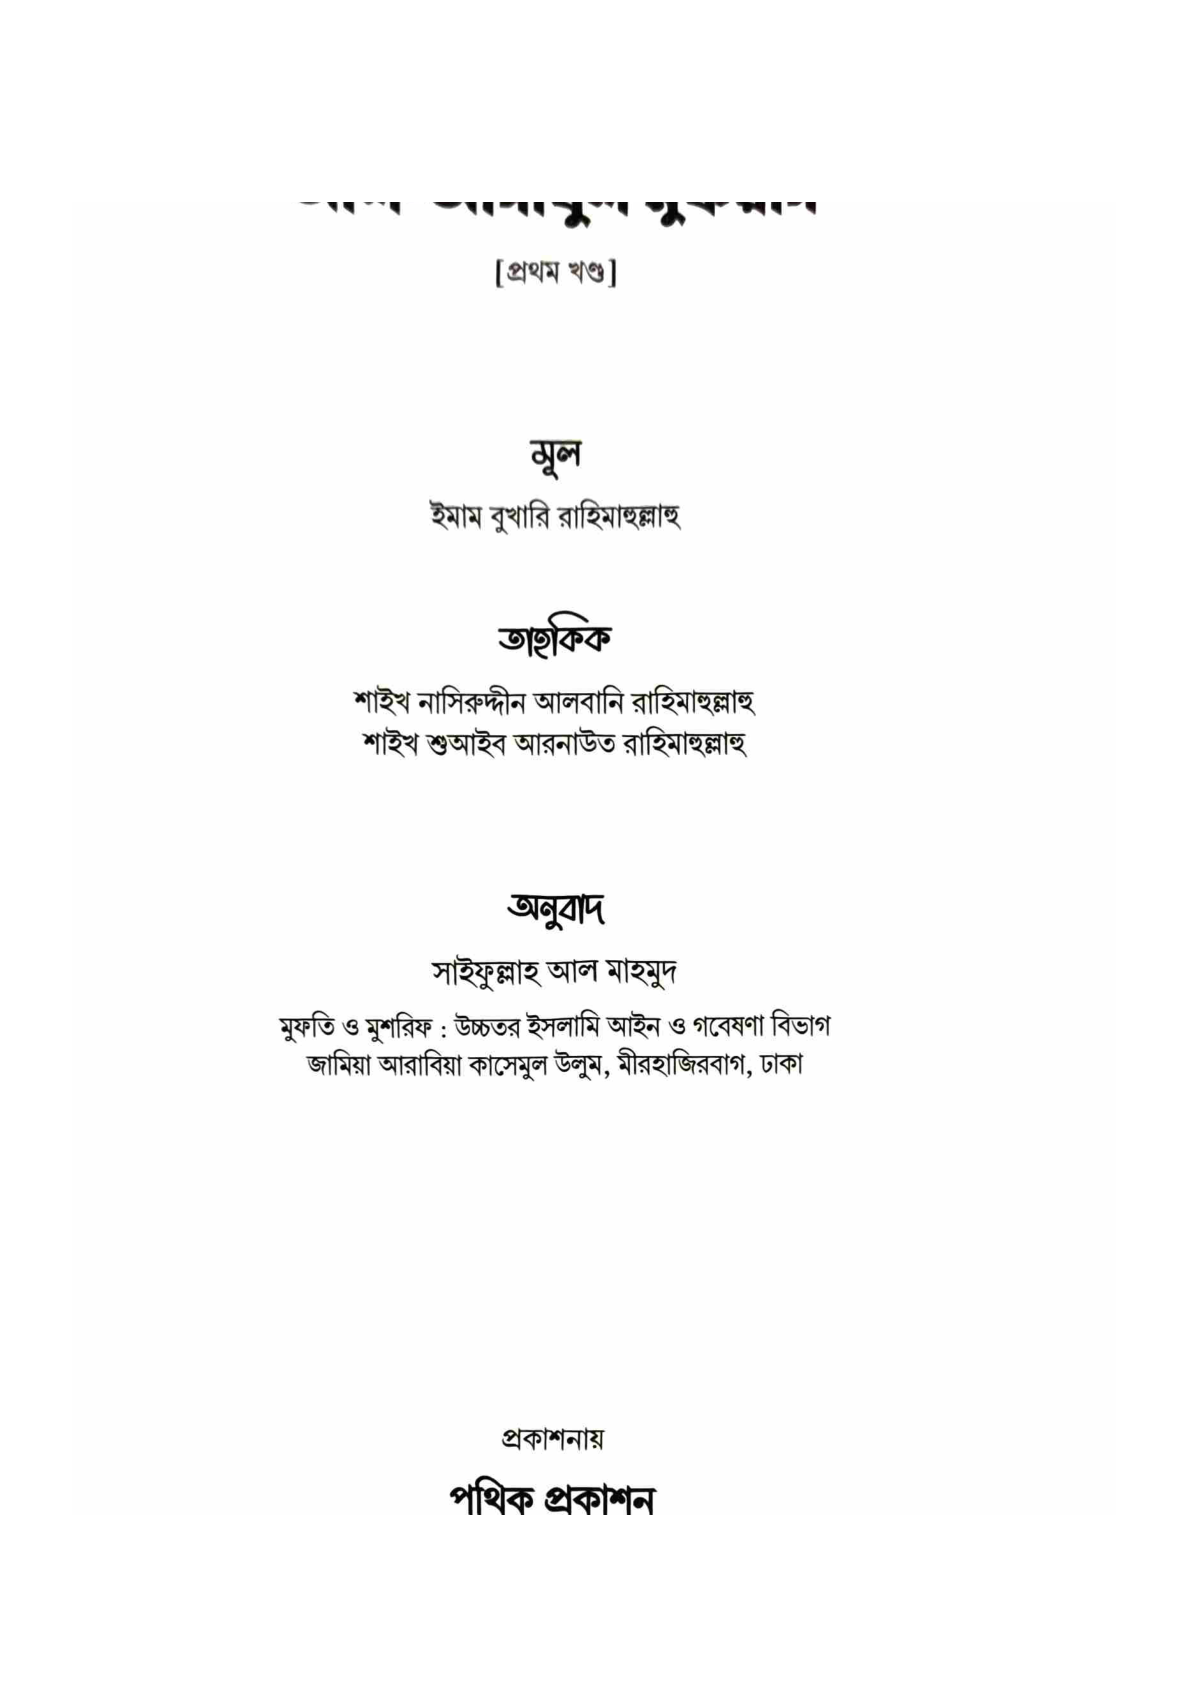 [প্রথম খণ্ড]
মূল
ইমাম বুখারি রাহিমাহুল্লাহু
তাহকিক
শাইখ নাসিরুদ্দীন আলবানি রাহিমাহুল্লাহু
শাইখ শুআইব আরনাউত রাহিমাহুল্লাহু
অনুবাদ
সাইফুল্লাহ আল মাহমুদ
মুফতি ও মুশরিফ : উচ্চতর ইসলামি আইন ও গবেষণা বিভাগ
জামিয়া আরাবিয়া কাসেমুল উলুম, মীরহাজিরবাগ, ঢাকা
প্রকাশনায়
পথিক প্রকাশন